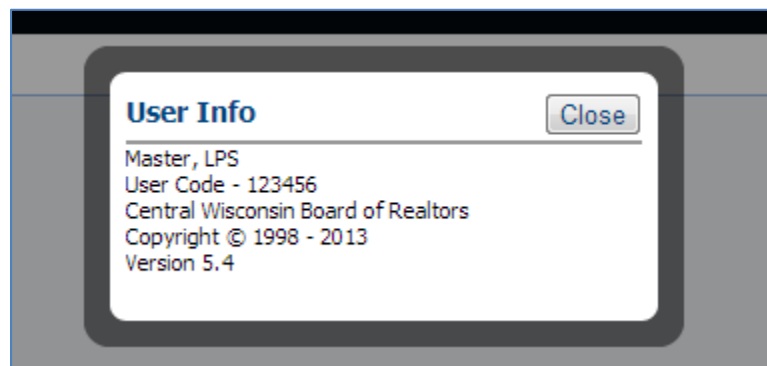 User Info
Close
Master, LPS
User Code - 123456
Central Wisconsin Board of Realtors
Copyright © 1998 - 2013
Version 5.4